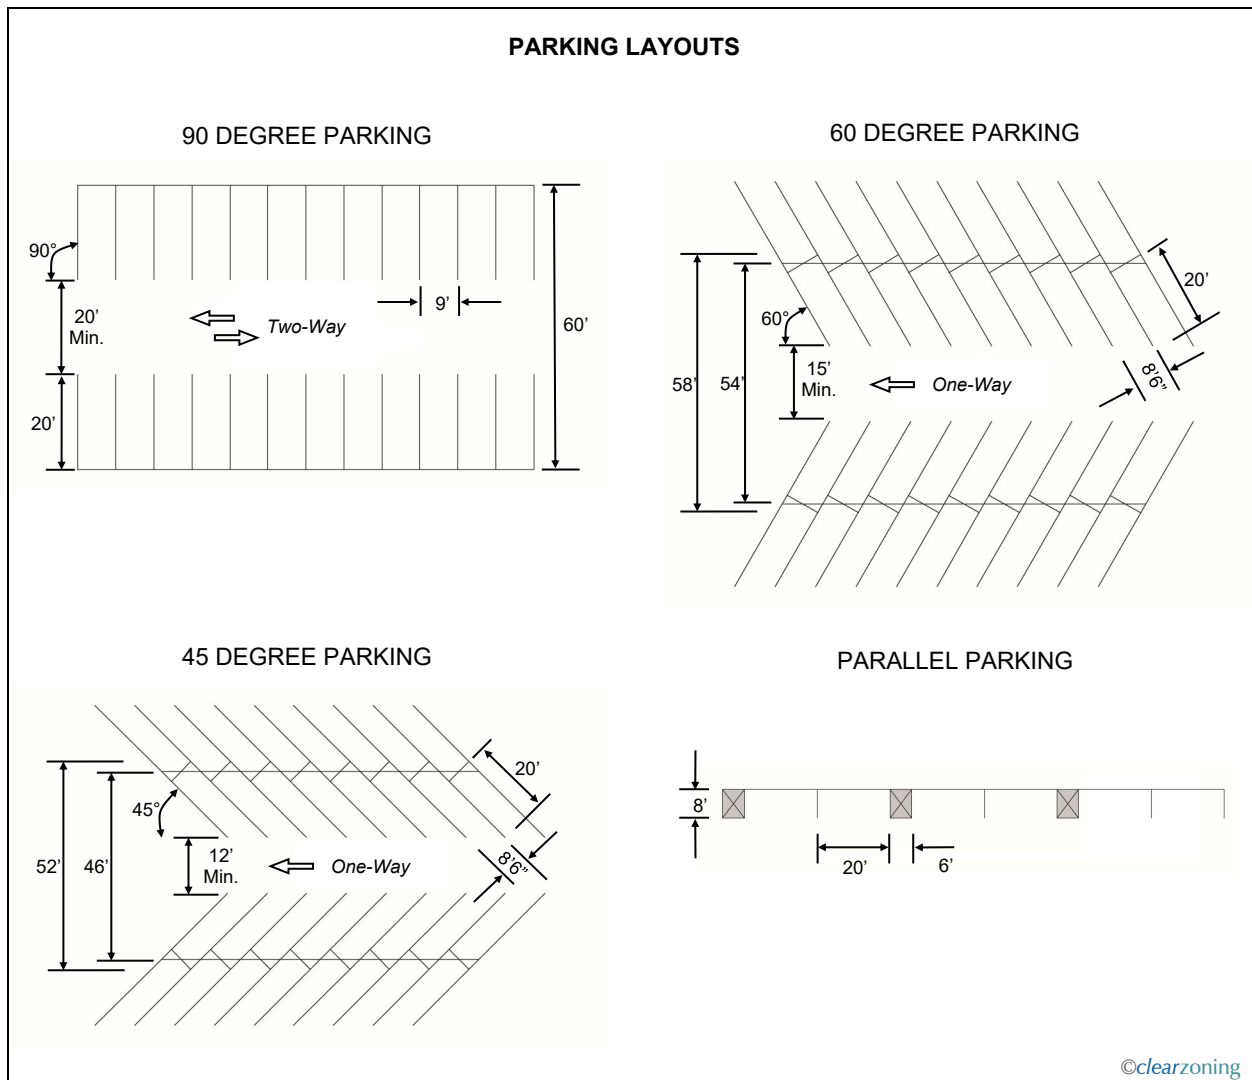 PARKING LAYOUTS
90 DEGREE PARKING
90°
20’
Min.
Two-Way
9’
60’
20’
60 DEGREE PARKING
20’
60°
58’
54’
15’
Min.
One-Way
8’6”
45 DEGREE PARKING
20’
45°
52’
46’
12’
Min.
One-Way
8’6”
PARALLEL PARKING
8’
20’
6’
©clearzoning